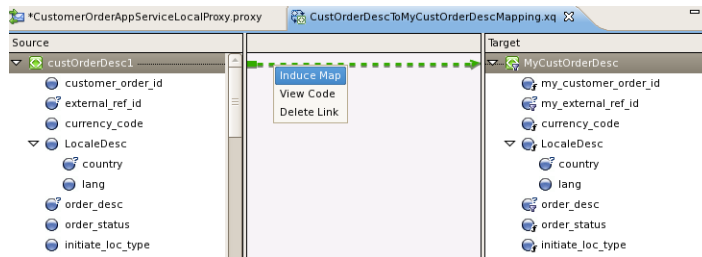 *CustomerOrderAppServiceLocalProxy.proxy
CustOrderDescToMyCustOrderDescMapping.xq
Source
Target
custOrderDesc1
customer_order_id
external_ref_id
currency_code
LocaleDesc
country
lang
order_desc
order_status
initiate_loc_type
Induce Map
View Code
Delete Link
MyCustOrderDesc
my_customer_order_id
my_external_ref_id
currency_code
LocaleDesc
country
lang
order_desc
order_status
initiate_loc_type